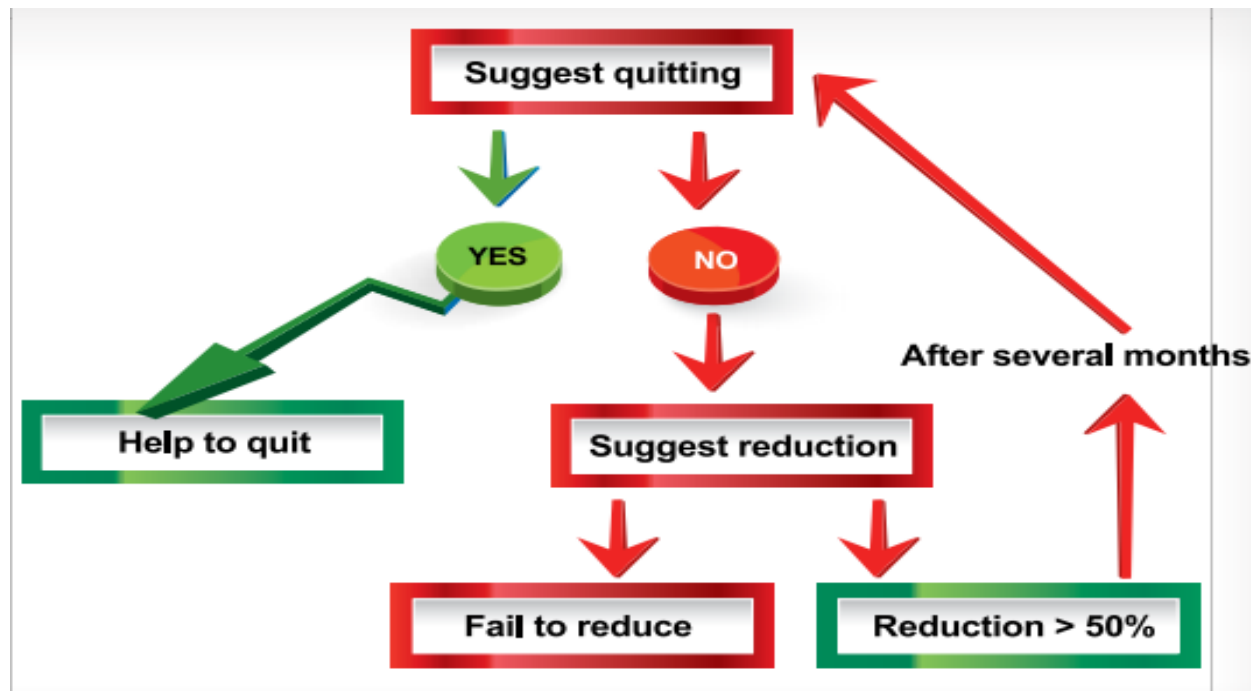 Suggest quitting
YES
NO
After several months
Help to quit
Suggest reduction
Fail to reduce
Reduction > 50%